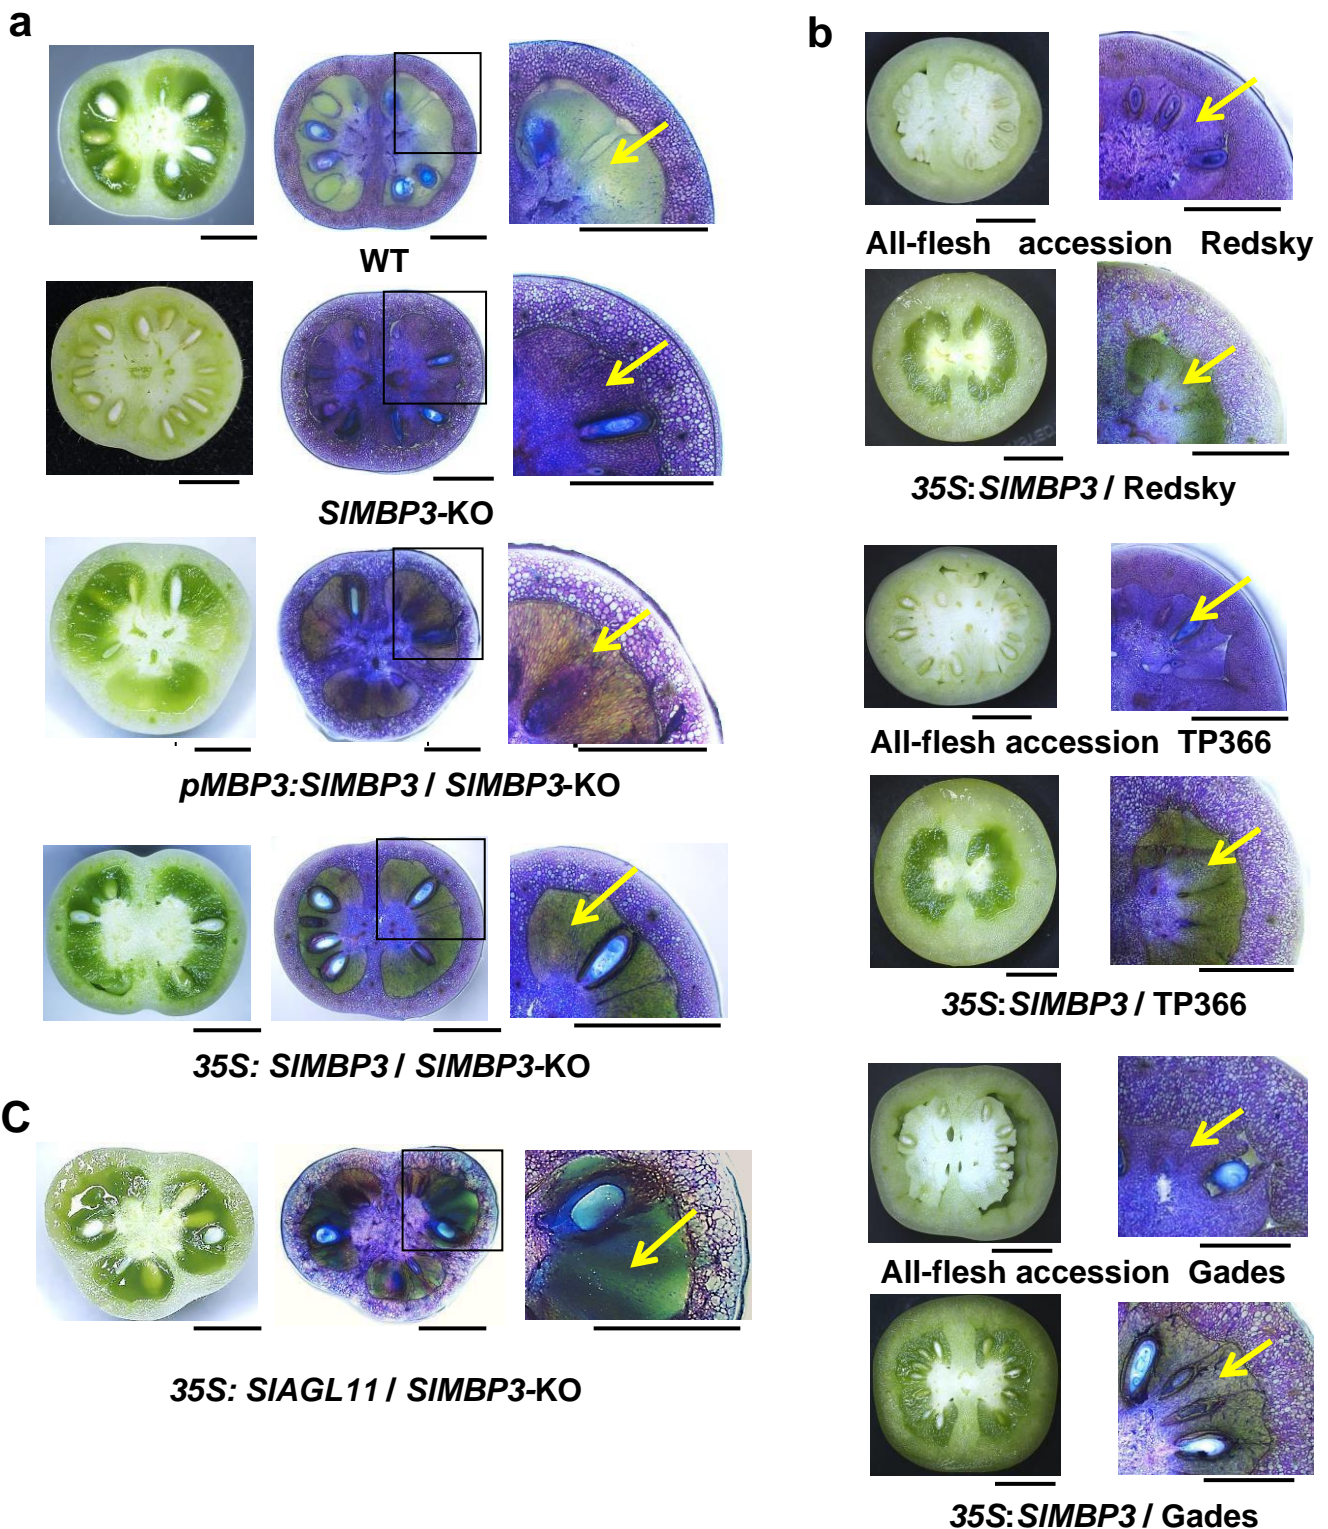 a
WT
SlMBP3-KO
pMBP3:SlMBP3 / SlMBP3-KO
35S: SlMBP3 / SlMBP3-KO
C
35S: SlAGL11 / SlMBP3-KO
b
All-flesh accession Redsky
35S:SlMBP3 / Redsky
All-flesh accession TP366
35S:SlMBP3 / TP366
All-flesh accession Gades
35S:SlMBP3 / Gades